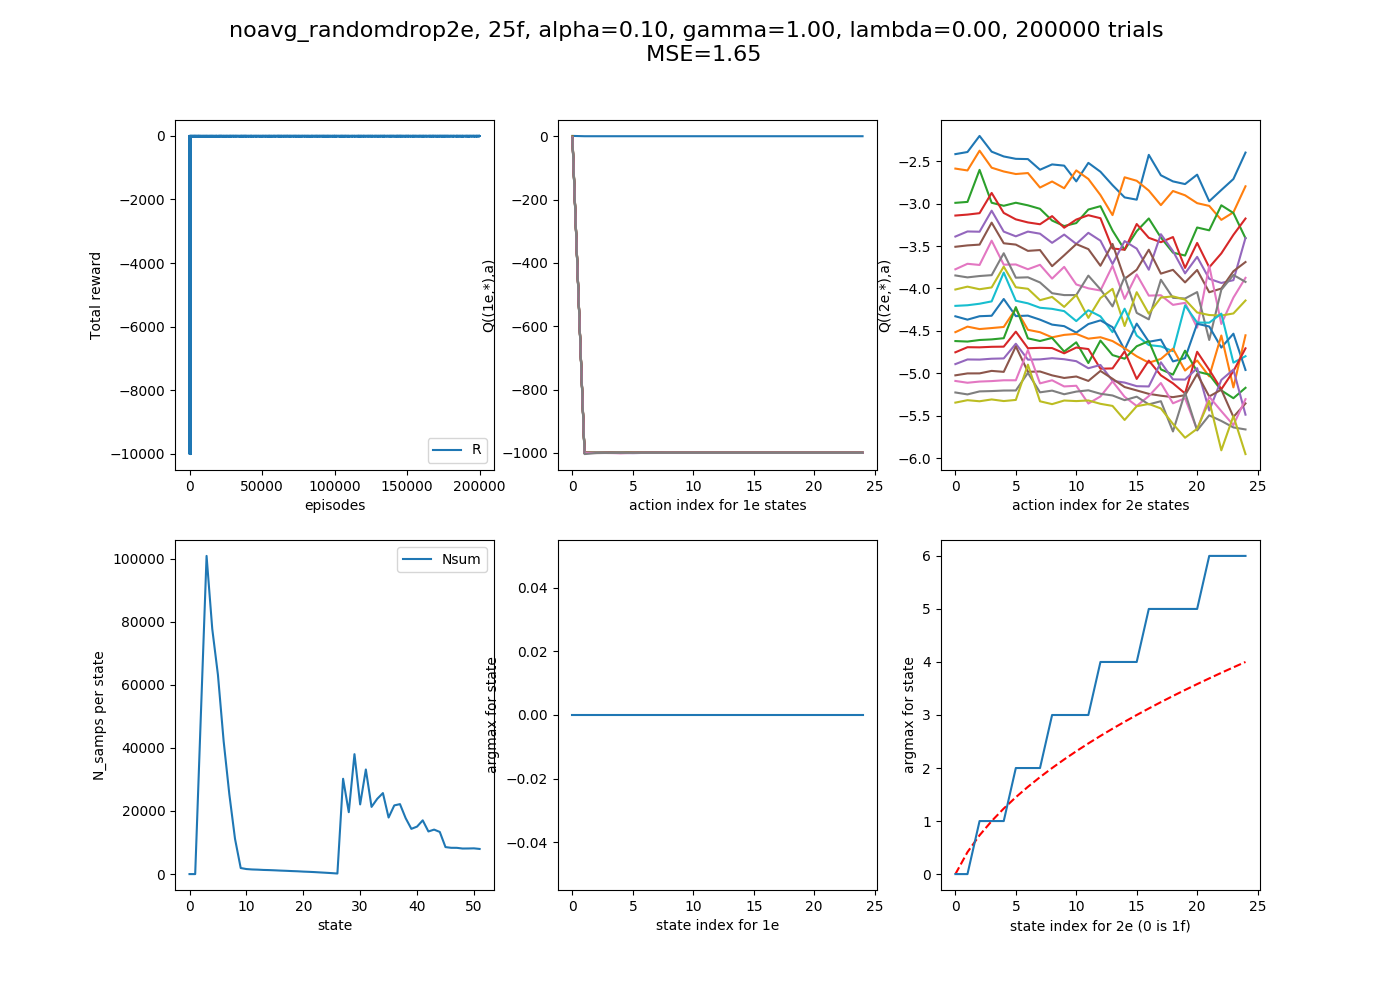 noavg_randomdrop2e, 25f, alpha=0.10, gamma=1.00, lambda=0.00, 200000 trials
MSE=1.65
Total reward
0
−2000
−4000
−6000
−8000
−10000
R
0 50000 100000 150000 200000
episodes
Q((1e,*),a)
0
−200
−400
−600
−800
−1000
0 5 10 15 20 25
action index for 1e states
Q((2e,*),a)
−2.5
−3.0
−3.5
−4.0
−4.5
−5.0
−5.5
−6.0
0 5 10 15 20 25
action index for 2e states
N_samps per state
100000
80000
60000
40000
20000
0
Nsum
0 10 20 30 40 50
state
argmax for state
0.04
0.02
0.00
−0.02
−0.04
0 5 10 15 20 25
state index for 1e
argmax for state
6
5
4
3
2
1
0
0 5 10 15 20 25
state index for 2e (0 is 1f)